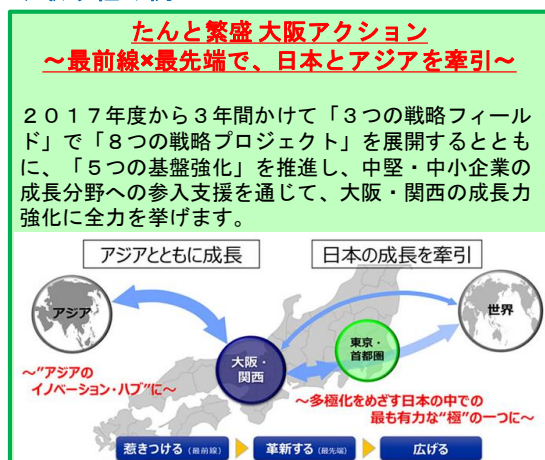 たんと繁盛 大阪アクション
～最前線×最先端で、日本とアジアを牽引～
２０１７年度から３年間かけて「３つの戦略フィール
ド」で「８つの戦略プロジェクト」を展開するととも
に、「５つの基盤強化」を推進し、中堅・中小企業の
成長分野への参入支援を通じて、大阪・関西の成長力
強化に全力を挙げます。
アジアとともに成長
日本の成長を牽引
アジア
世界
東京・
首都圏
大阪・
関西
～”アジアの
イノベーション・ハブ”に～
～多極化をめざす日本の中での
最も有力な“極”の一つに～
惹きつける（最前線）
革新する（最先端）
広げる